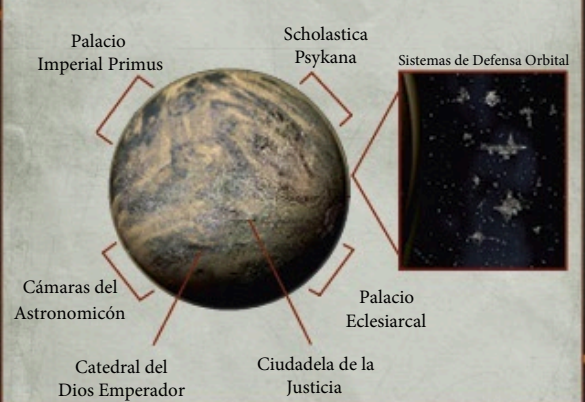 Palacio
Imperial Primus
Scholastica
Psykana
Sistemas de Defensa Orbital
Cámaras del
Astronomicón
Palacio
Eclesiarcal
Catedral del
Dios Emperador
Ciudadela de la
Justicia